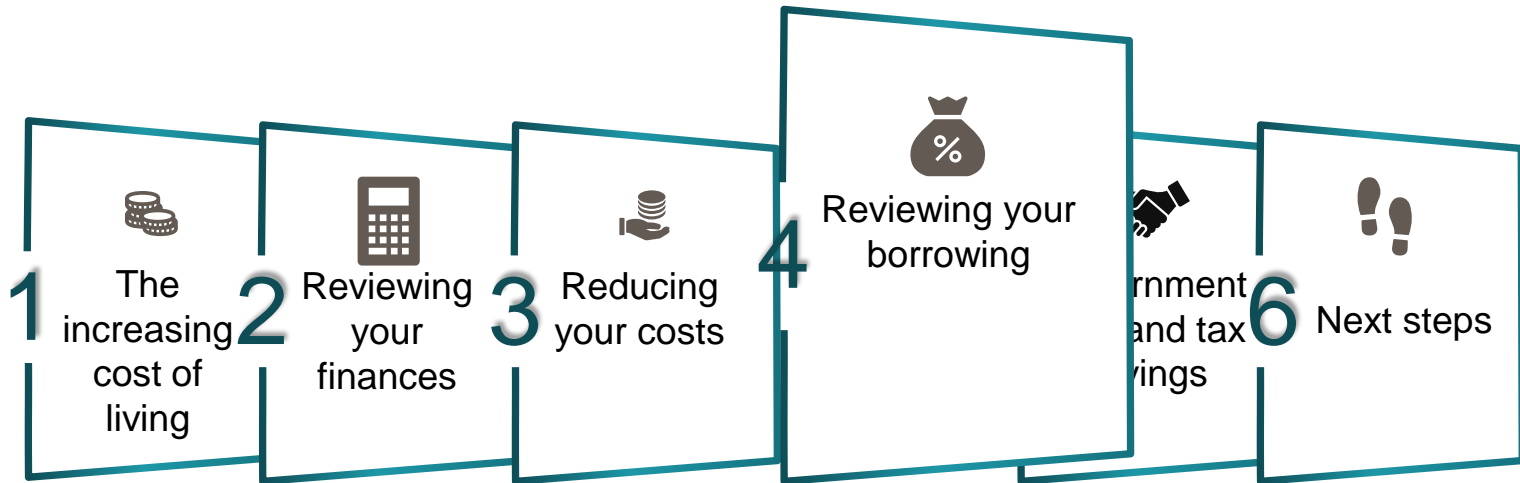 1
The
increasing
cost of
living
2
Reviewing
your
finances
3
Reducing
your costs
4
%
Reviewing your
borrowing
rnment
and tax
vings
6
Next steps